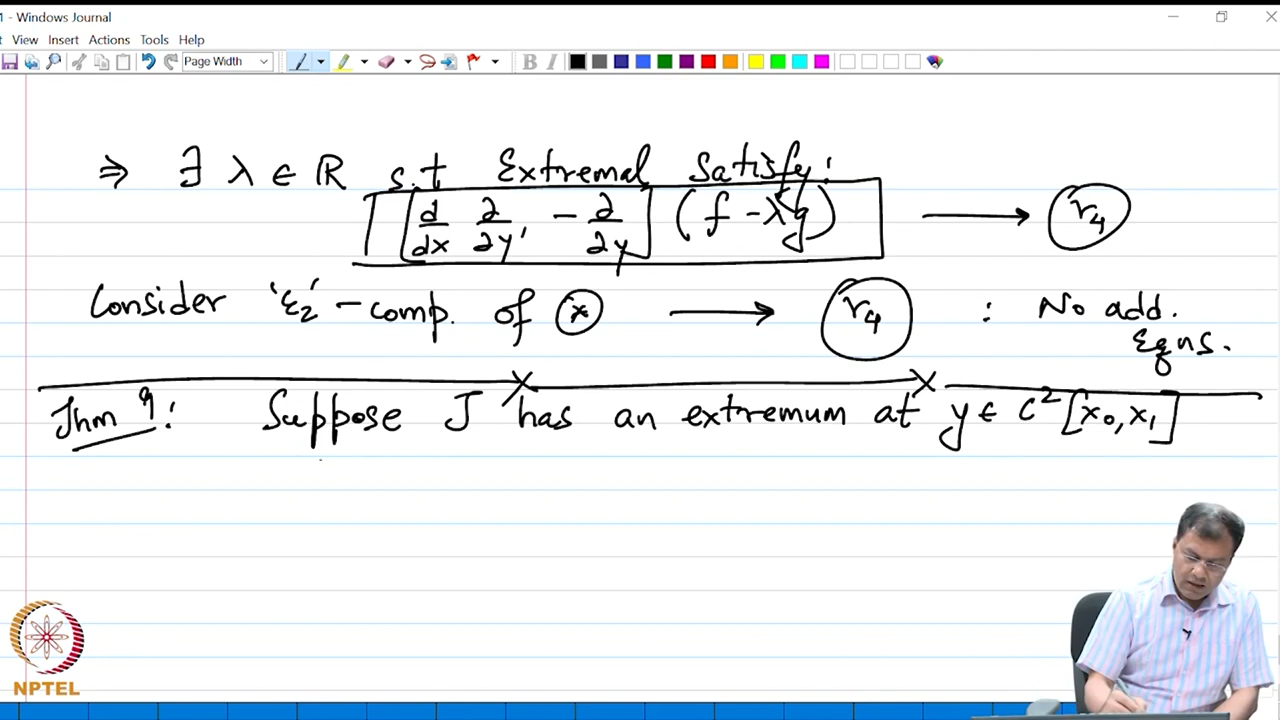 1 - Windows Journal
View Insert Actions Tools Help
Page Width
B I
⇒ ∃ λ ∈ ℝ s.t Extremal Satisfy:
[d/dx ∂/∂y' - ∂/∂y] (f - λg) → r4
Consider 'ε2' - comp. of * → r4 : No add.
Eqns.
Thm 9: Suppose J has an extremum at y ∈ C² [x0, x1]
NPTEL